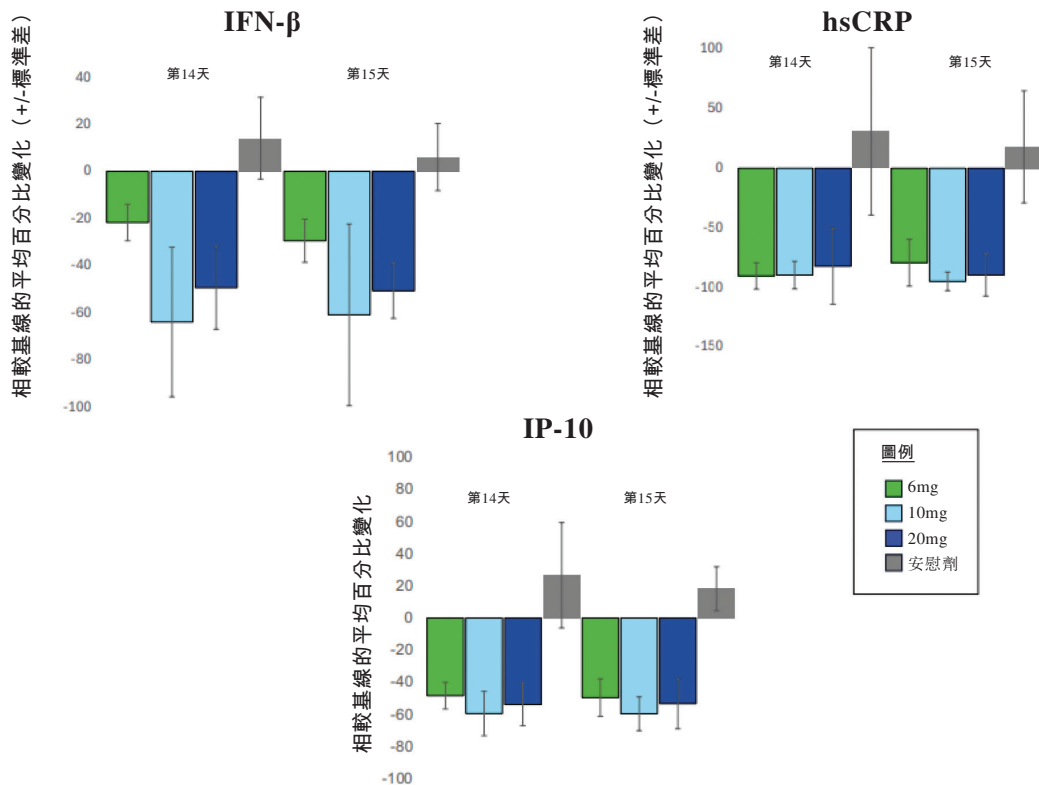 IFN-β
相較基線的平均百分比變化（+/-標準差）
第14天
第15天
40
20
0
-20
-40
-60
-80
-100
hsCRP
相較基線的平均百分比變化（+/-標準差）
第14天
第15天
100
50
0
-50
-100
-150
IP-10
相較基線的平均百分比變化
第14天
第15天
100
80
60
40
20
0
-20
-40
-60
-80
-100
圖例
6mg
10mg
20mg
安慰劑